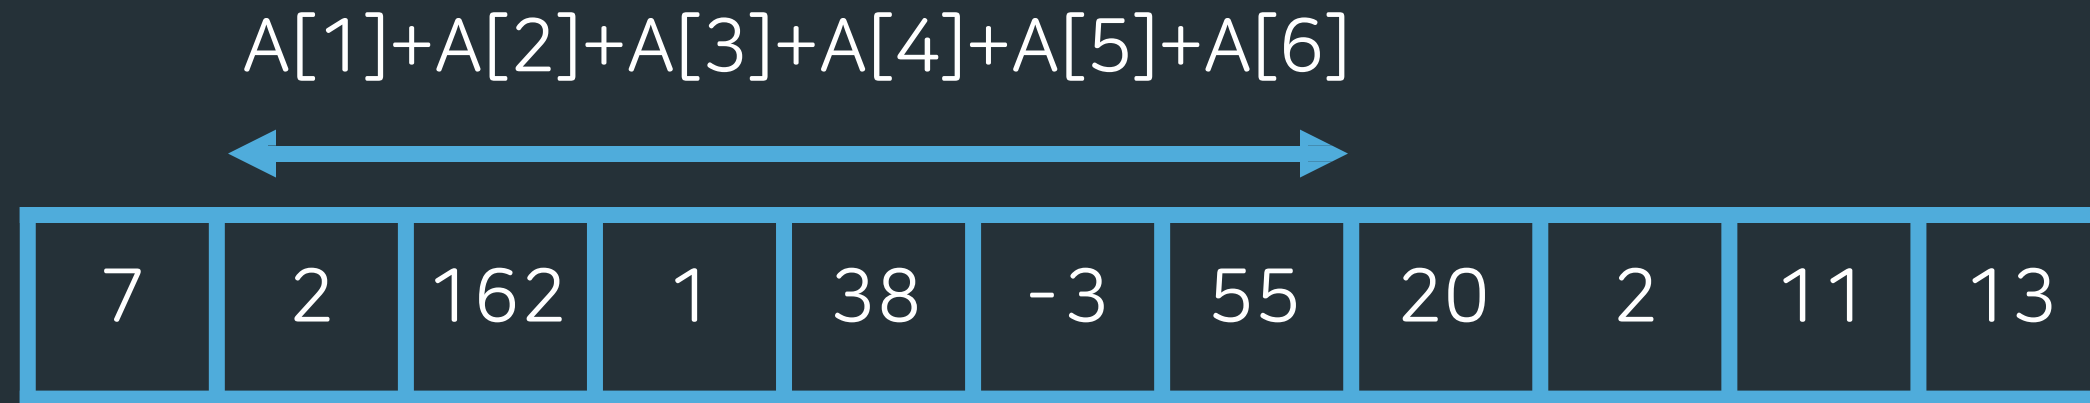 A[1]+A[2]+A[3]+A[4]+A[5]+A[6]
7 2 162 1 38 -3 55 20 2 11 13